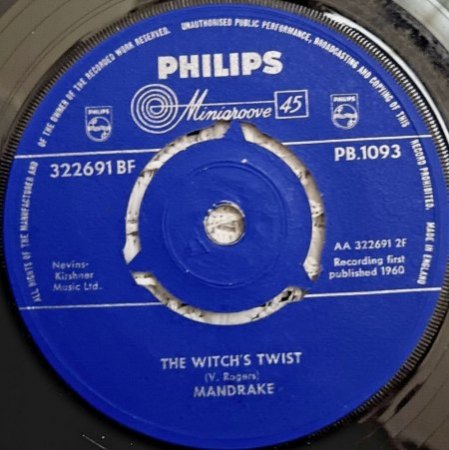 ALL RIGHTS OF THE MANUFACTURER AND OF THE OWNER OF THE RECORDED WORK RESERVED. UNAUTHORISED PUBLIC PERFORMANCE, BROADCASTING AND COPYING OF THIS RECORD PROHIBITED. MADE IN ENGLAND
PHILIPS
Minigroove 45
PHILIPS
PHILIPS
322691 BF
PB.1093
AA 322691 2F
Recording first
published 1960
Nevins-
Kirshner
Music Ltd.
THE WITCH'S TWIST
(V. Rogers)
MANDRAKE